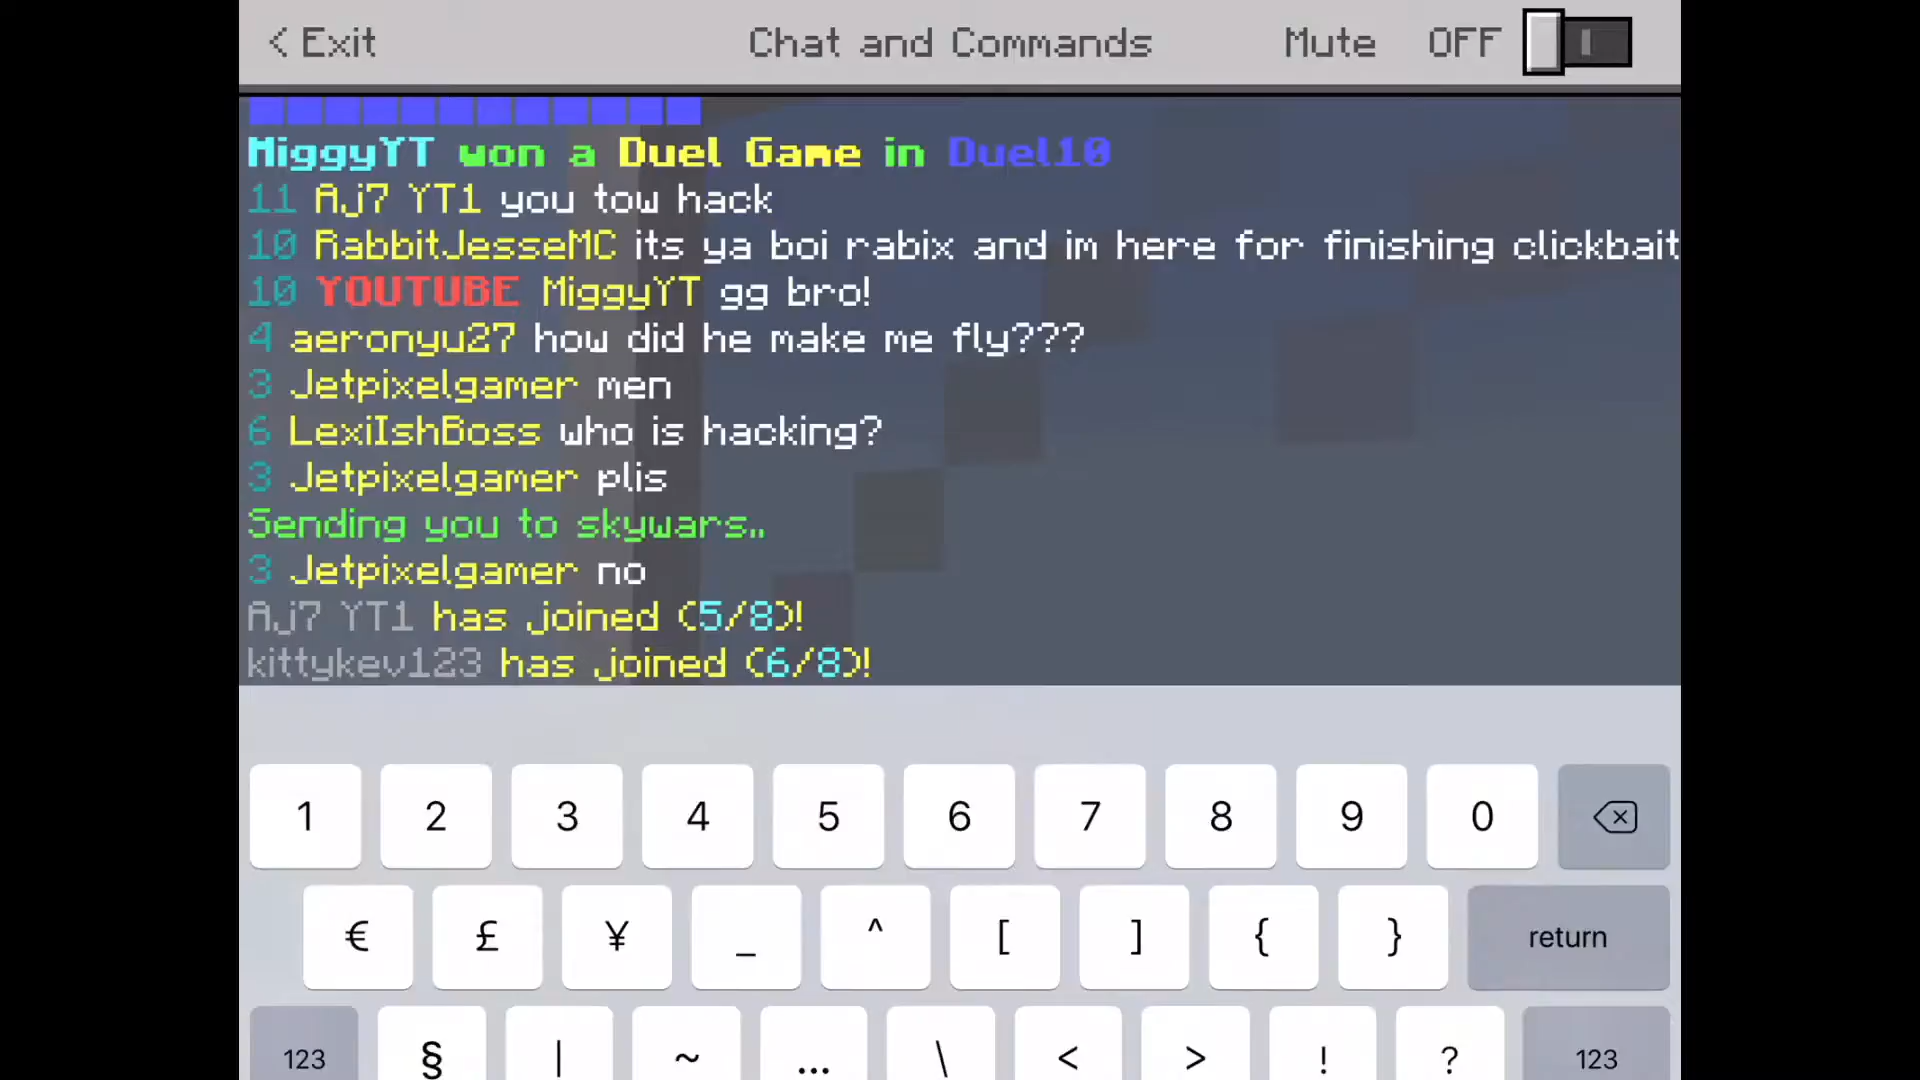 < Exit Chat and Commands Mute OFF
MiggyYT won a Duel Game in Duel10
11 Aj7 YT1 you tow hack
10 RabbitJesseMC its ya boi rabix and im here for finishing clickbait
10 YOUTUBE MiggyYT gg bro!
4 aeronyu27 how did he make me fly???
3 Jetpixelgamer men
6 LexiIshBoss who is hacking?
3 Jetpixelgamer plis
Sending you to skywars..
3 Jetpixelgamer no
Aj7 YT1 has joined (5/8)!
kittykev123 has joined (6/8)!
1 2 3 4 5 6 7 8 9 0
€ £ ¥ _ ^ [ ] { } return
123 § | ~ ... \ < > ! ? 123